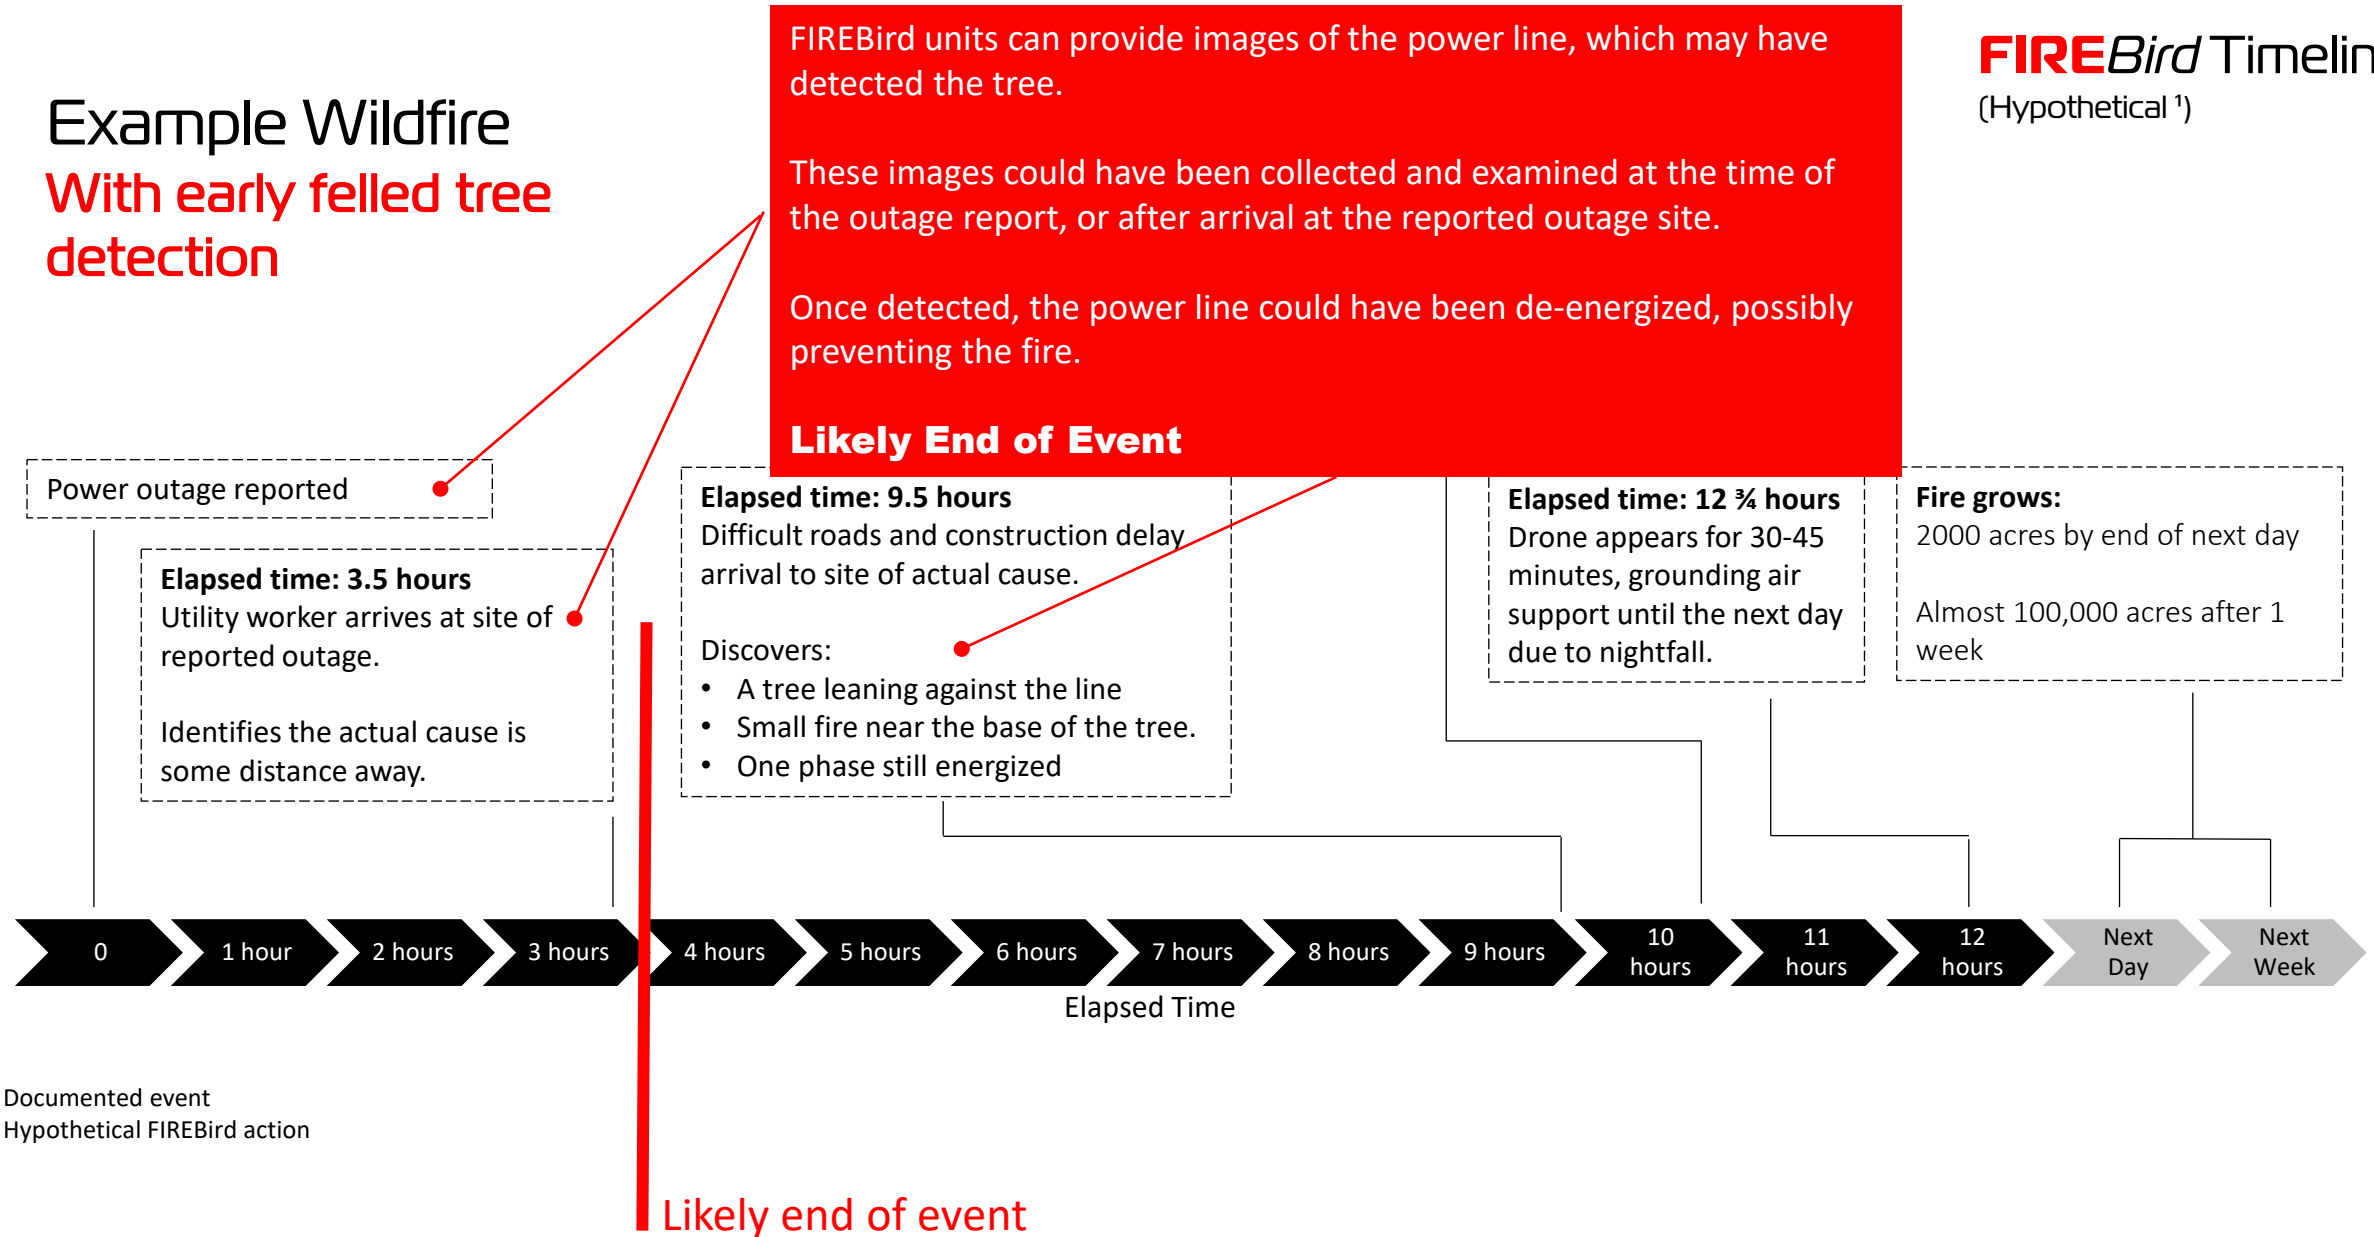 Example Wildfire
With early felled tree
detection
FIREBird units can provide images of the power line, which may have
detected the tree.
These images could have been collected and examined at the time of
the outage report, or after arrival at the reported outage site.
Once detected, the power line could have been de-energized, possibly
preventing the fire.
Likely End of Event
FIREBird Timelin
(Hypothetical ¹)
Power outage reported
Elapsed time: 3.5 hours
Utility worker arrives at site of
reported outage.
Identifies the actual cause is
some distance away.
Elapsed time: 9.5 hours
Difficult roads and construction delay
arrival to site of actual cause.
Discovers:
• A tree leaning against the line
• Small fire near the base of the tree.
• One phase still energized
Elapsed time: 12 ¾ hours
Drone appears for 30-45
minutes, grounding air
support until the next day
due to nightfall.
Fire grows:
2000 acres by end of next day
Almost 100,000 acres after 1
week
0
1 hour
2 hours
3 hours
4 hours
5 hours
6 hours
7 hours
8 hours
9 hours
10
hours
11
hours
12
hours
Next
Day
Next
Week
Elapsed Time
Documented event
Hypothetical FIREBird action
Likely end of event